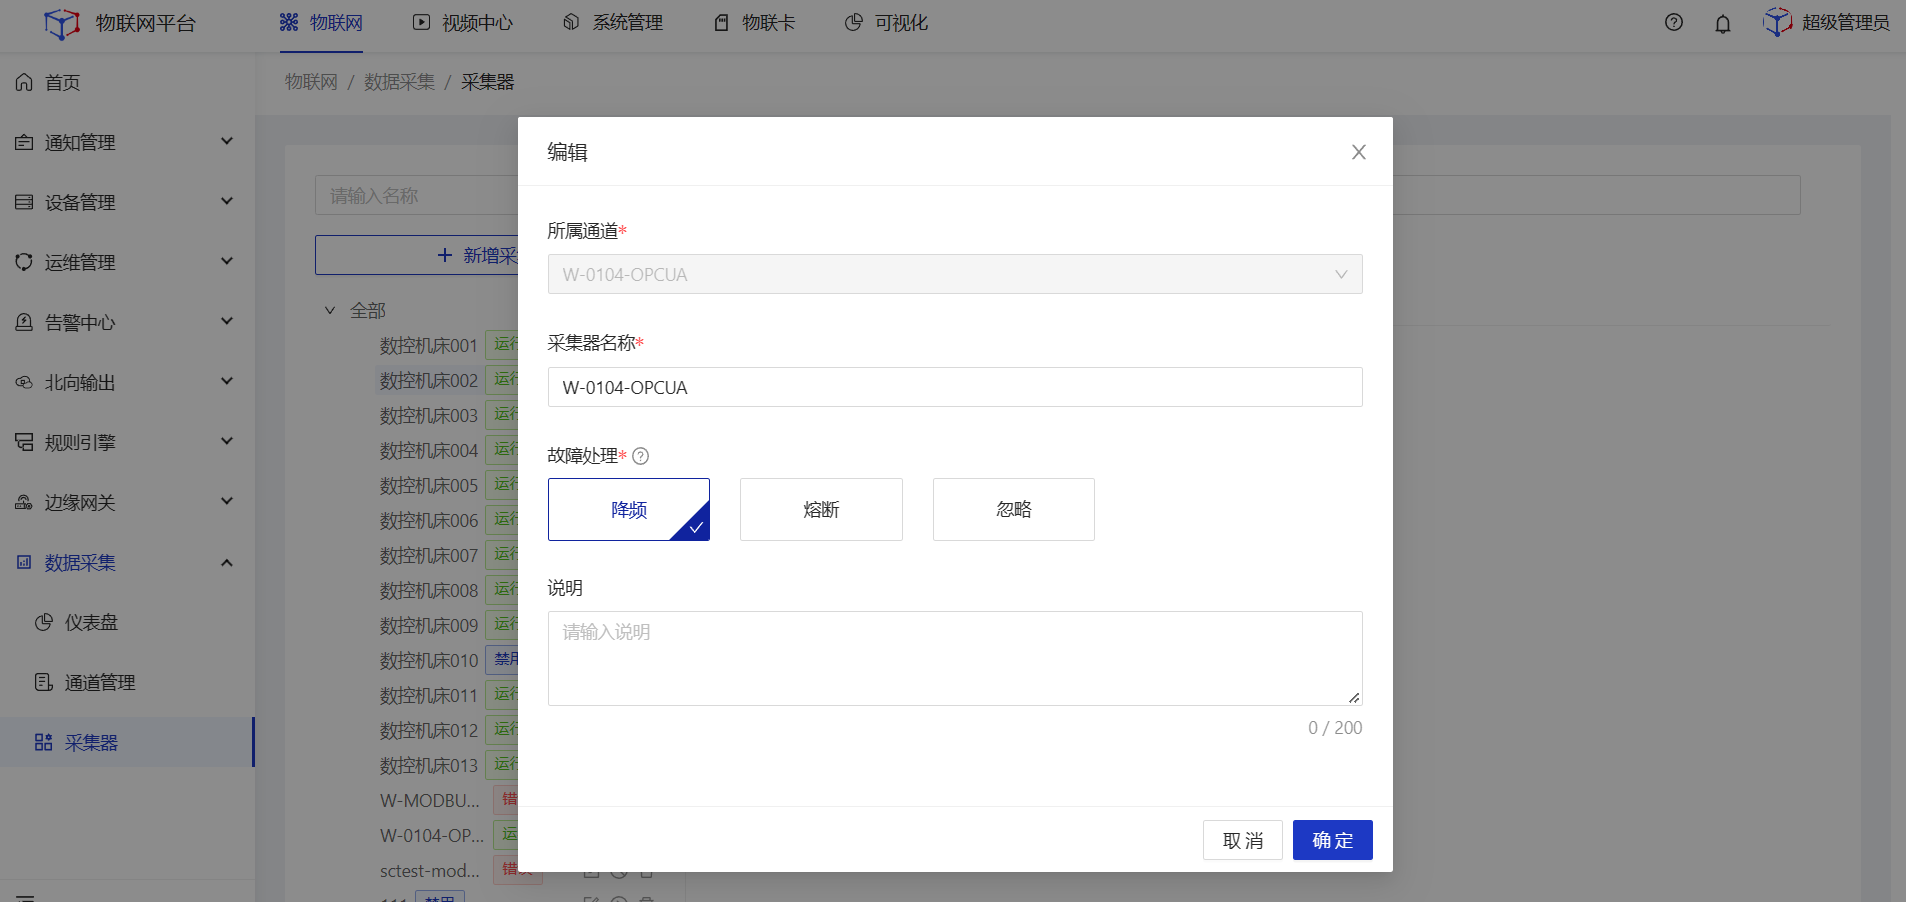 物联网平台
物联网
视频中心
系统管理
物联卡
可视化
超级管理员
首页
通知管理
设备管理
运维管理
告警中心
北向输出
规则引擎
边缘网关
数据采集
仪表盘
通道管理
采集器
物联网 / 数据采集 / 采集器
请输入名称
新增采
全部
数控机床001 运行
数控机床002 运行
数控机床003 运行
数控机床004 运行
数控机床005 运行
数控机床006 运行
数控机床007 运行
数控机床008 运行
数控机床009 运行
数控机床010 禁用
数控机床011 运行
数控机床012 运行
数控机床013 运行
W-MODBU... 错
W-0104-OP... 运
sctest-mod... 错误
111 禁用
编辑
所属通道*
W-0104-OPCUA
采集器名称*
W-0104-OPCUA
故障处理*
降频
熔断
忽略
说明
请输入说明
0 / 200
取消
确定